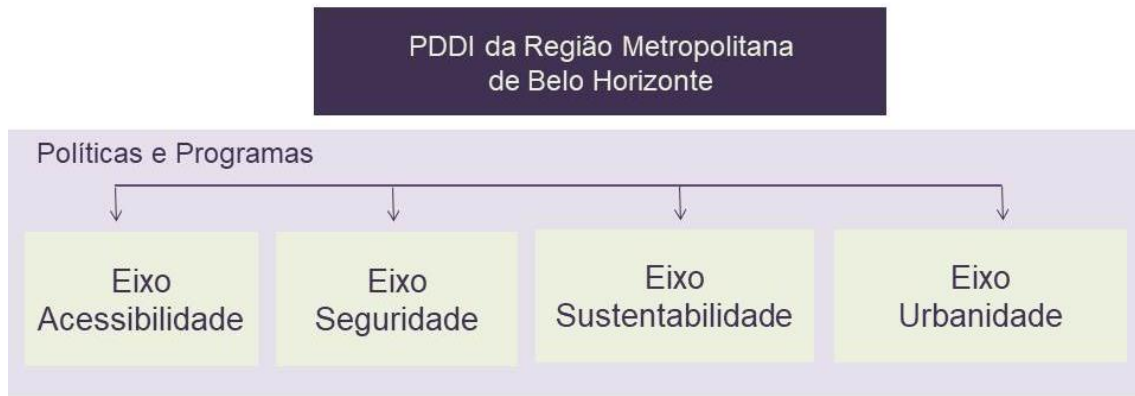 PDDI da Região Metropolitana
de Belo Horizonte
Políticas e Programas
Eixo
Acessibilidade
Eixo
Seguridade
Eixo
Sustentabilidade
Eixo
Urbanidade